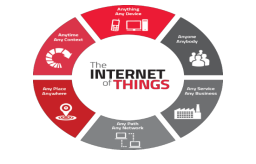 Anything
Any Device
Anyone
Anybody
Any Service
Any Business
Any Path
Any Network
Any Place
Anywhere
Anytime
Any Context
The
INTERNET
of THINGS